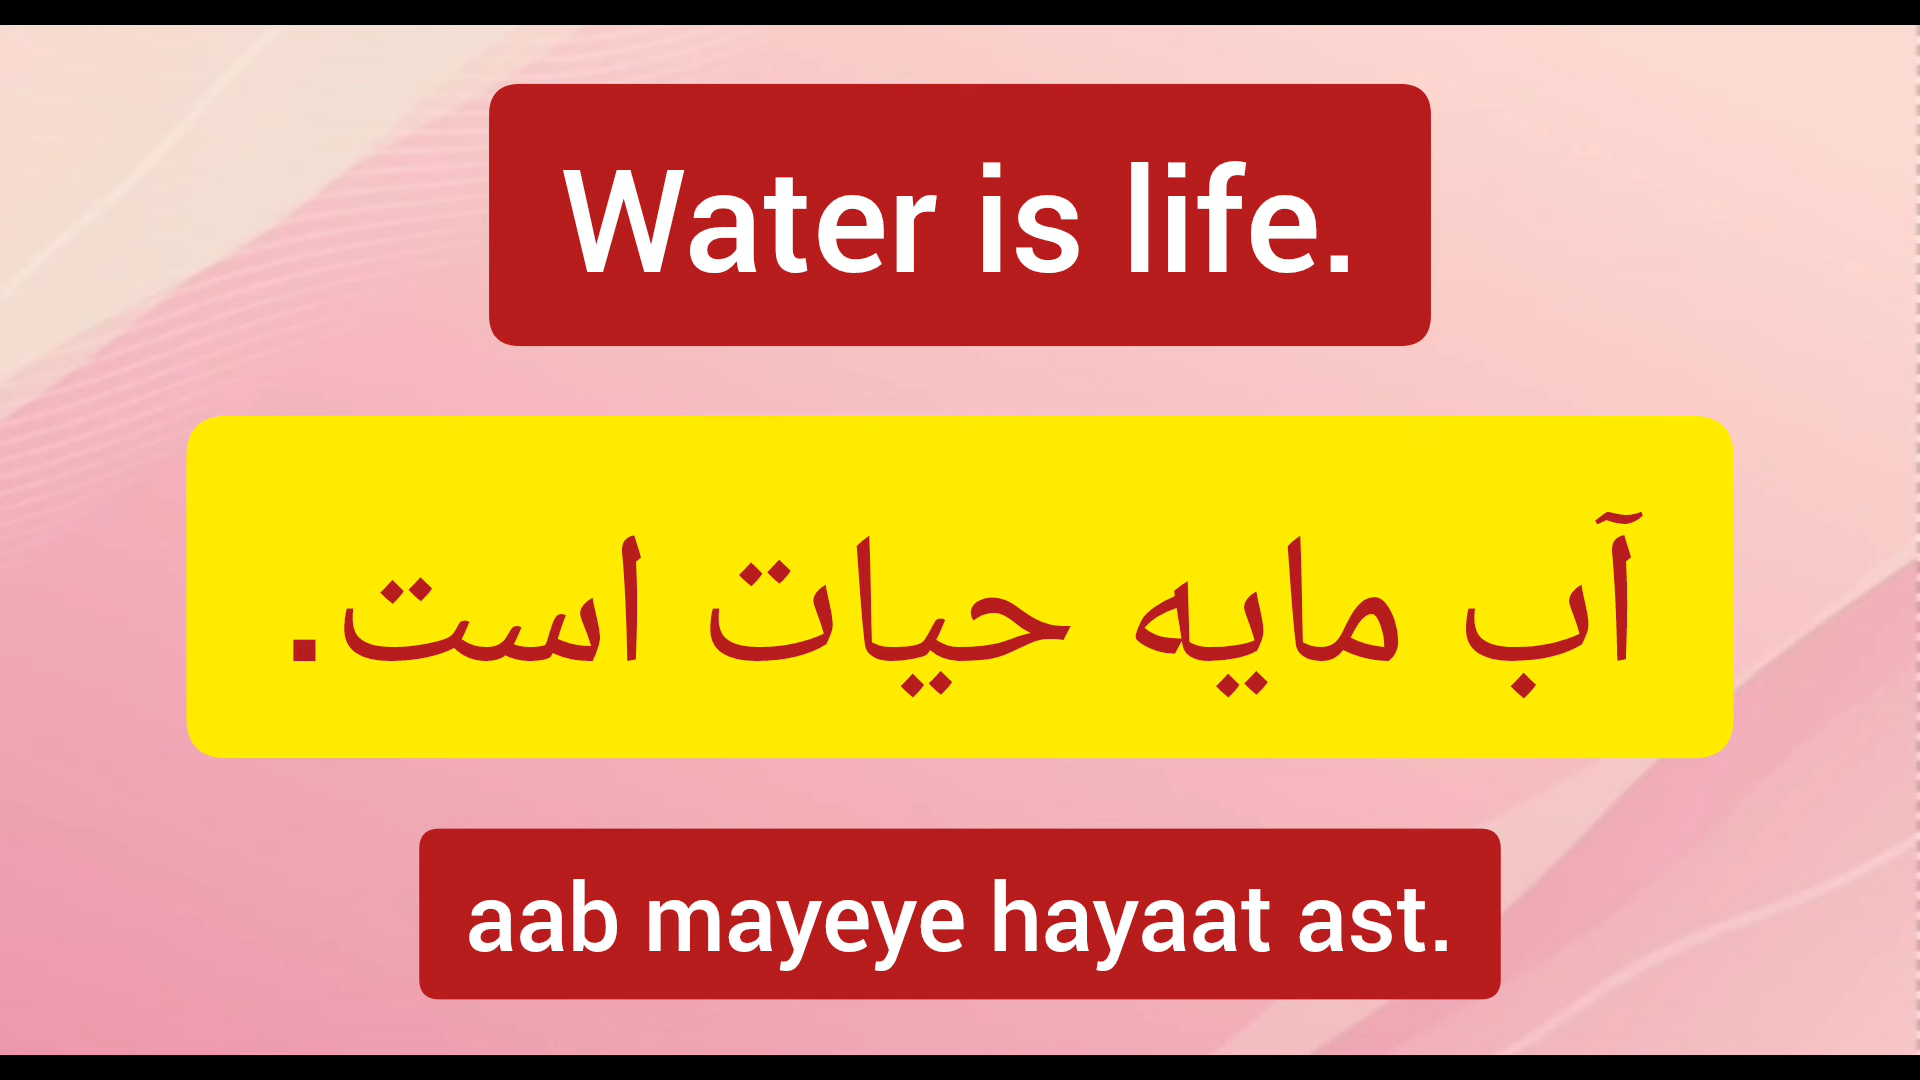 Water is life.
آب مایه حیات است.
aab mayeye hayaat ast.